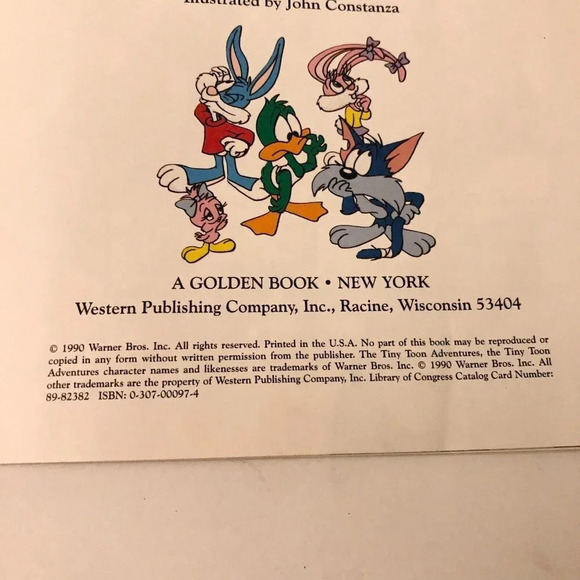 Illustrated by John Constanza
A GOLDEN BOOK • NEW YORK
Western Publishing Company, Inc., Racine, Wisconsin 53404
© 1990 Warner Bros. Inc. All rights reserved. Printed in the U.S.A. No part of this book may be reproduced or
copied in any form without written permission from the publisher. The Tiny Toon Adventures, the Tiny Toon
Adventures character names and likenesses are trademarks of Warner Bros. Inc. © 1990 Warner Bros. Inc. All
other trademarks are the property of Western Publishing Company, Inc. Library of Congress Catalog Card Number:
89-82382 ISBN: 0-307-00097-4